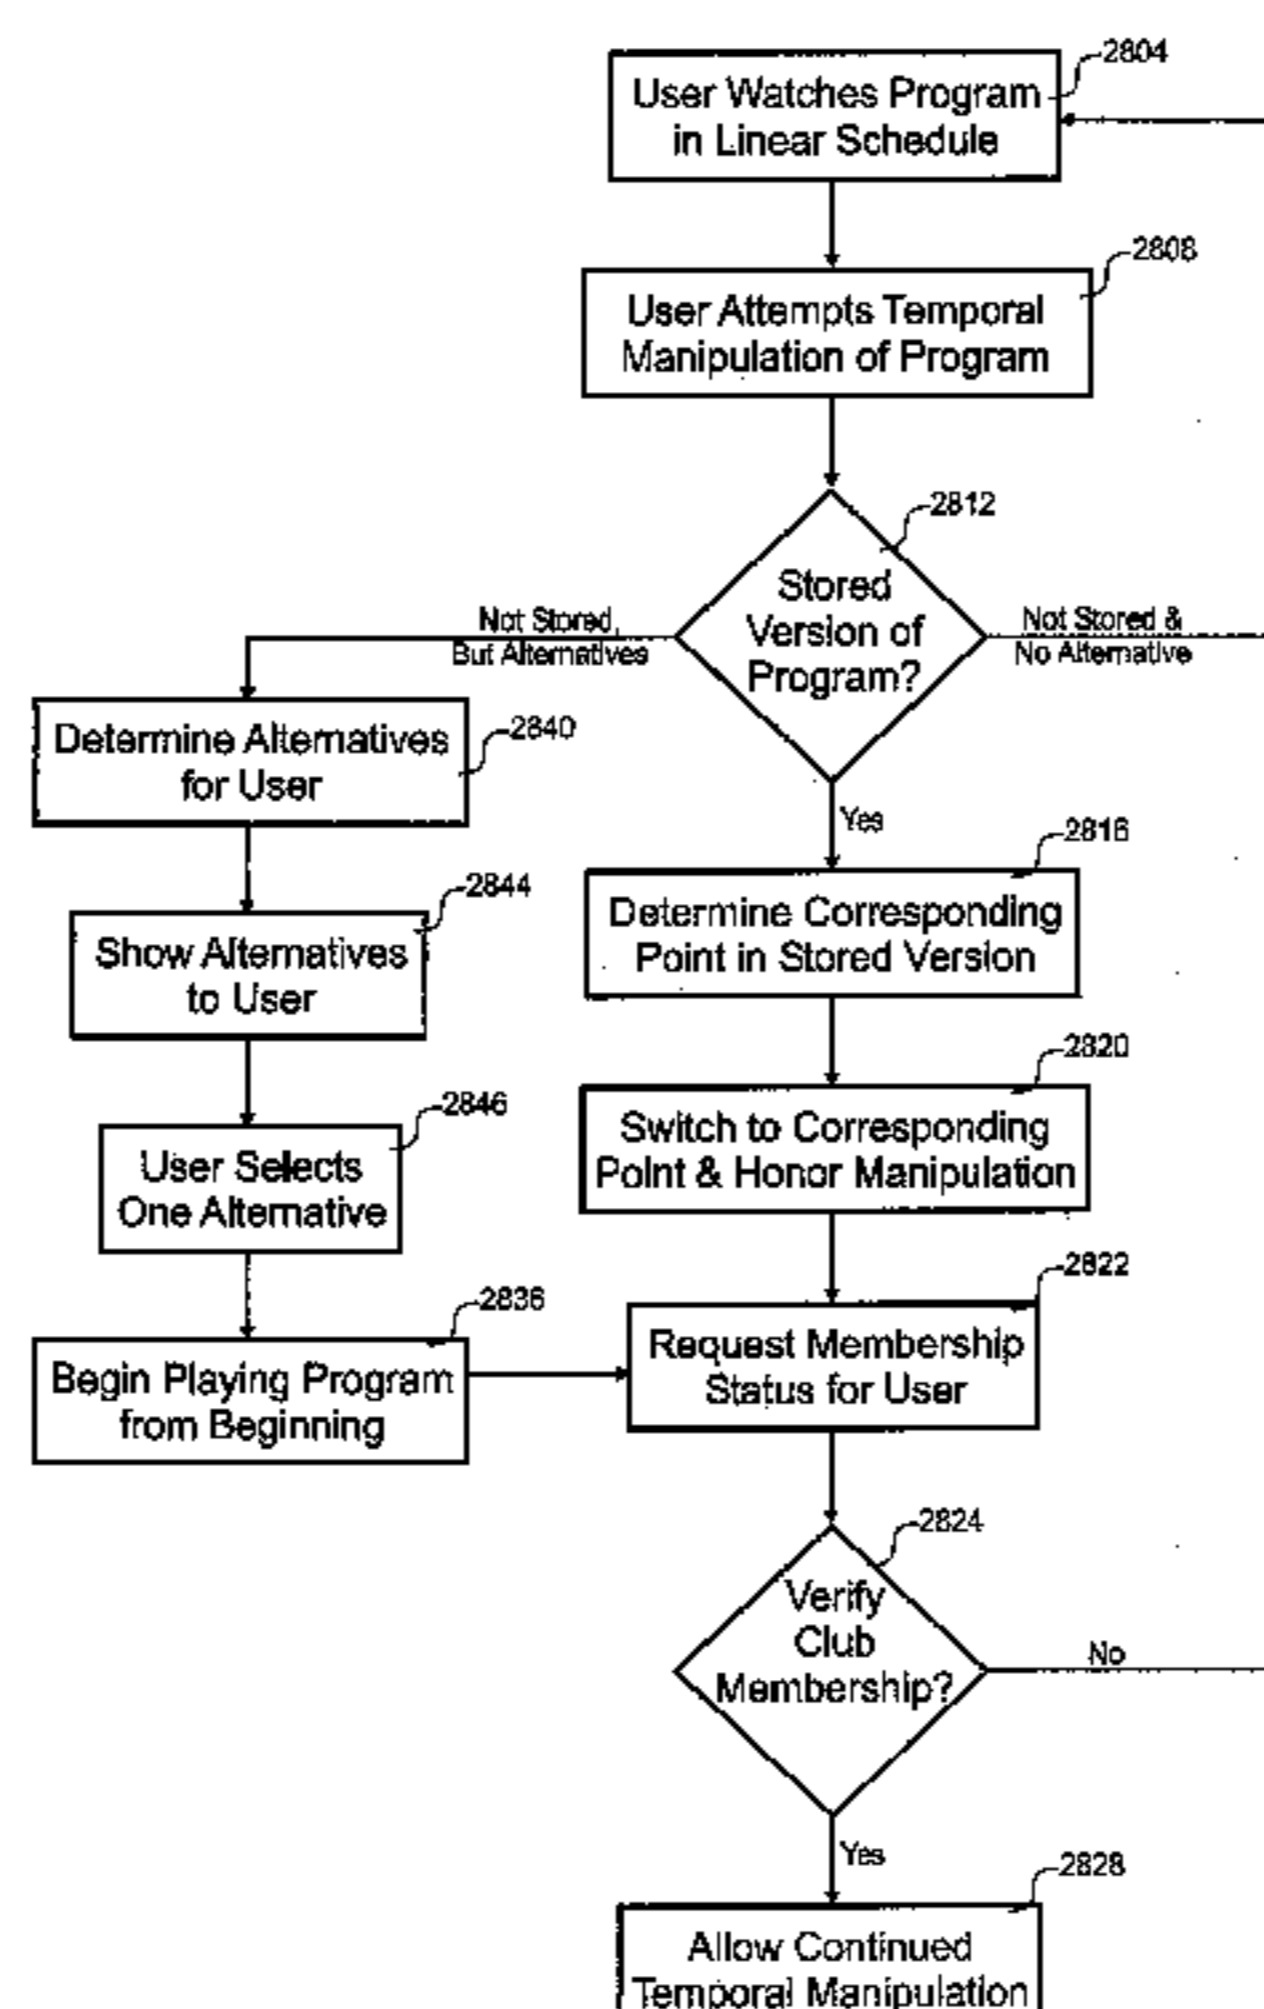 2804
User Watches Program
in Linear Schedule
2808
User Attempts Temporal
Manipulation of Program
2812
Stored
Version of
Program?
Not Stored,
But Alternatives
Not Stored &
No Alternative
2840
Determine Alternatives
for User
Yes
2816
Determine Corresponding
Point in Stored Version
2844
Show Alternatives
to User
2820
Switch to Corresponding
Point & Honor Manipulation
2846
User Selects
One Alternative
2822
Request Membership
Status for User
2836
Begin Playing Program
from Beginning
2824
Verify
Club
Membership?
No
Yes
2828
Allow Continued
Temporal Manipulation